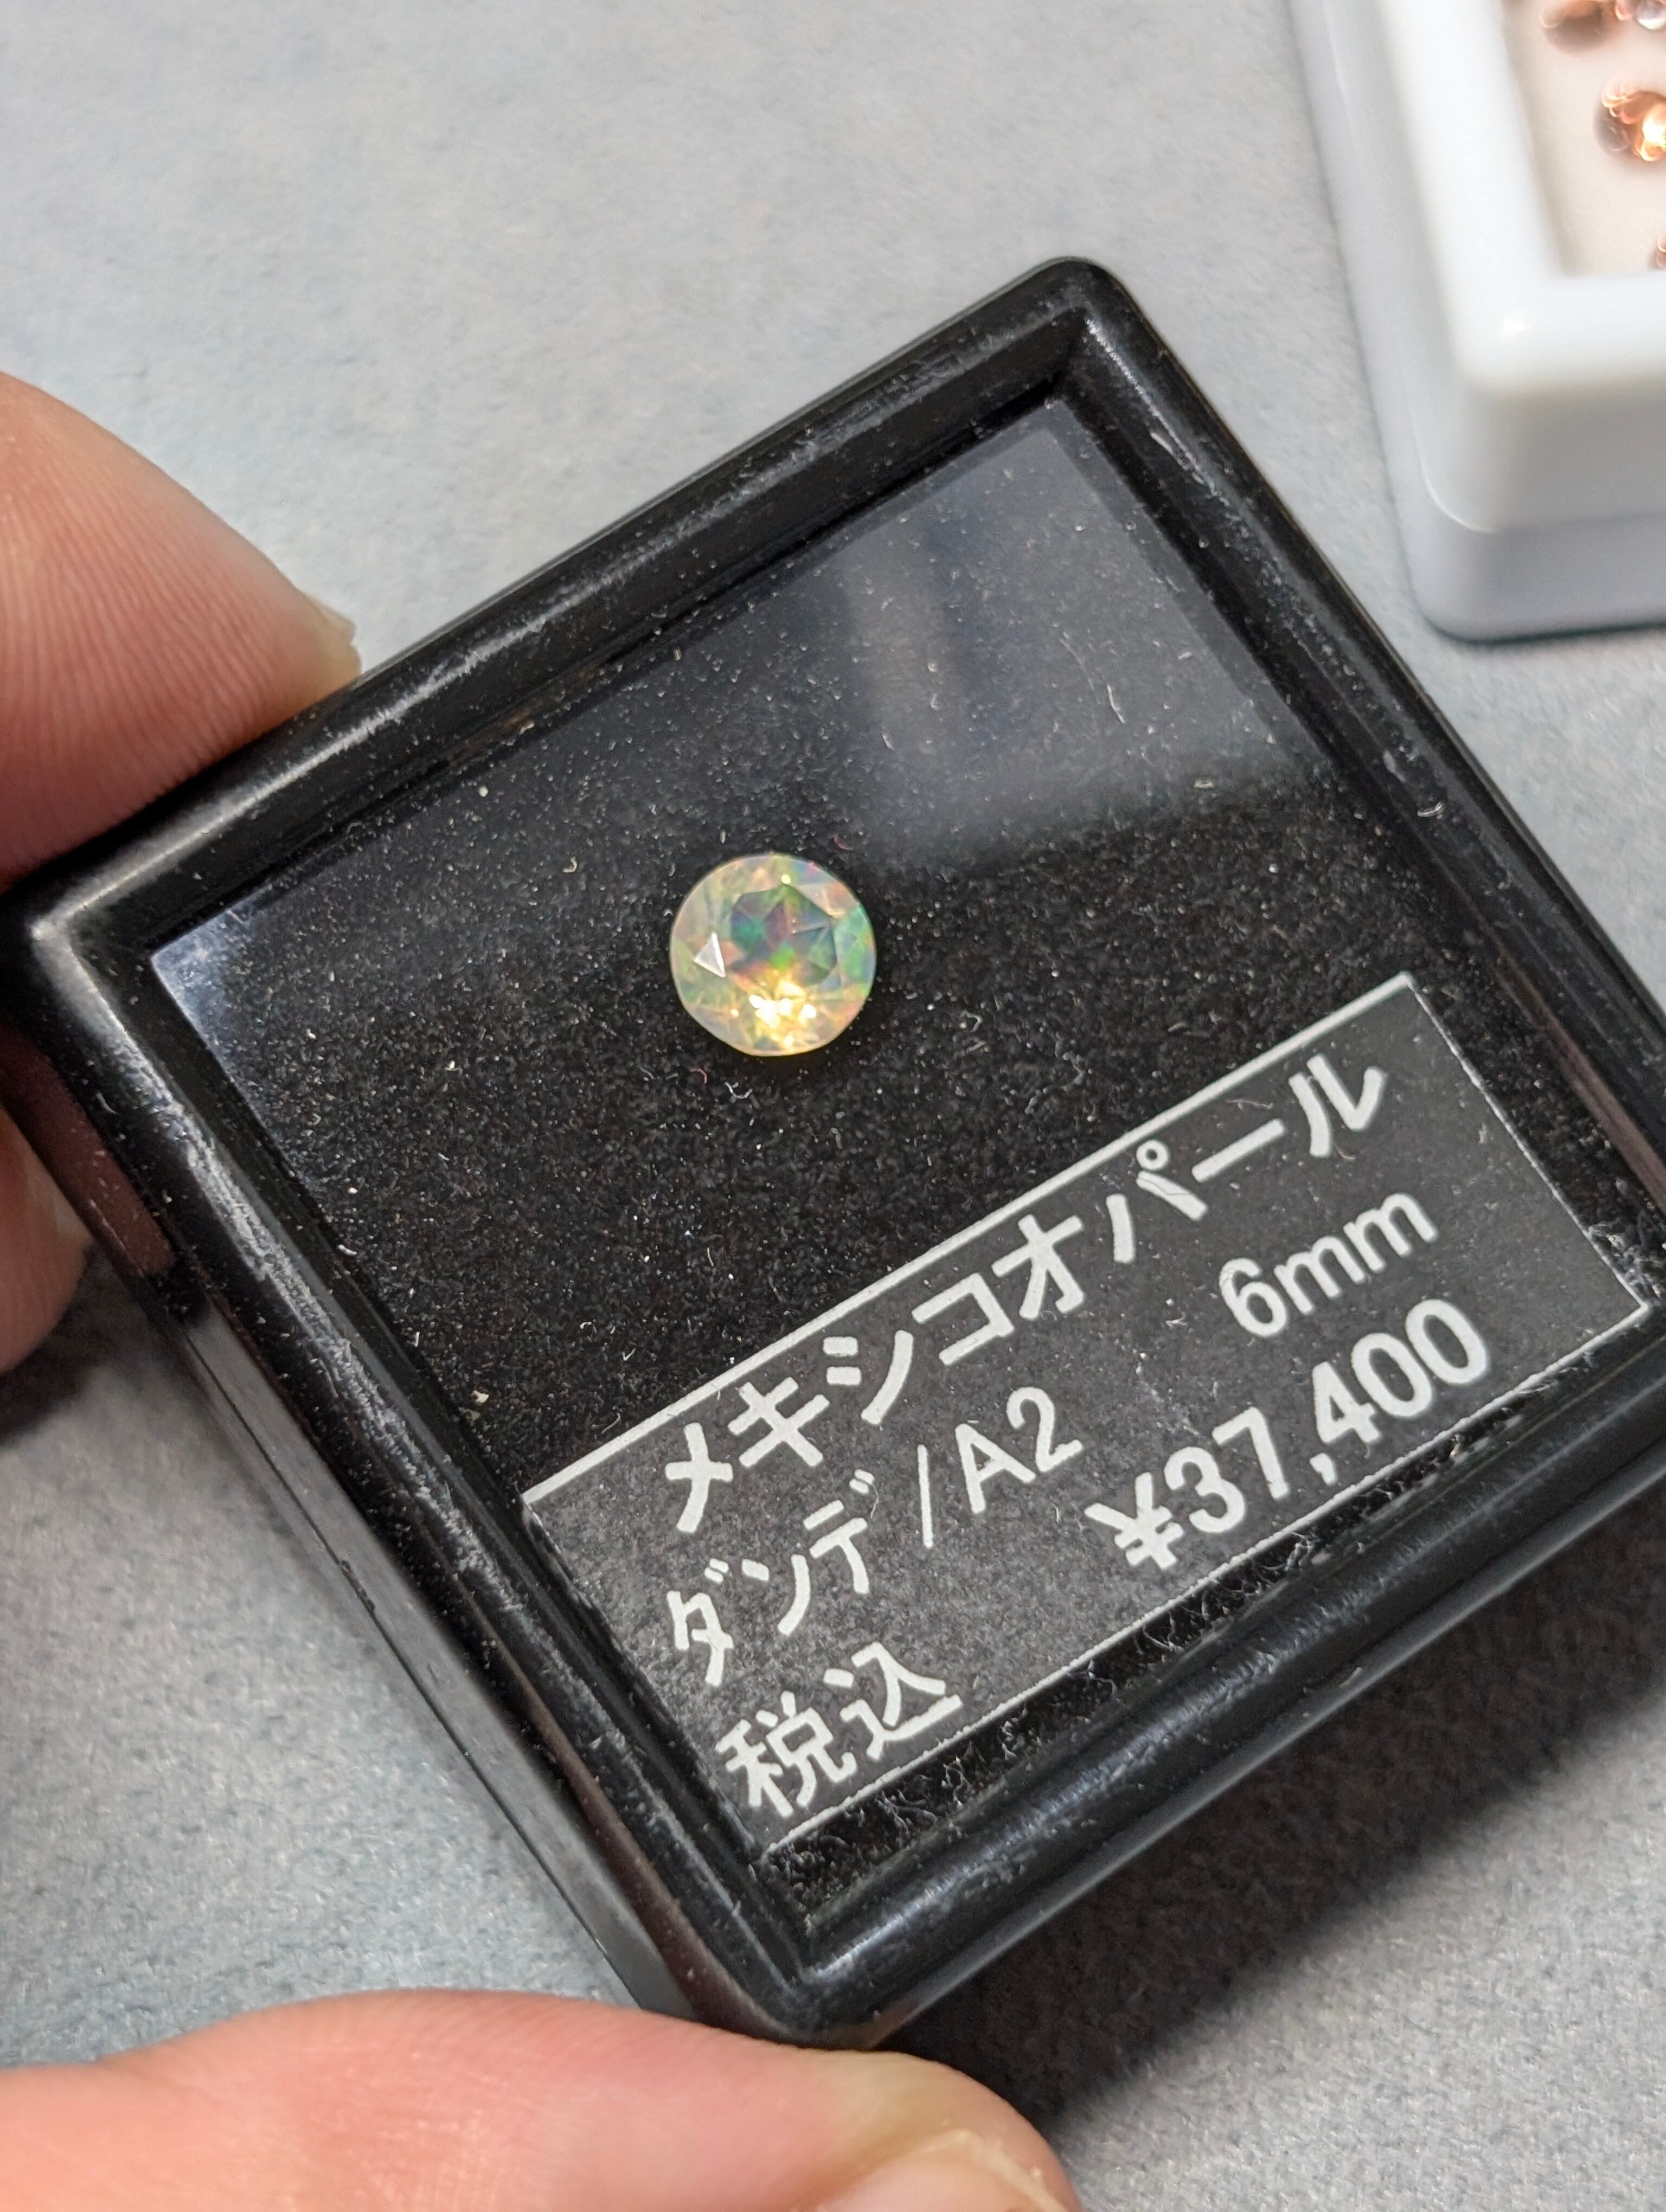 メキシコオパール
ダンデ/A2 6mm
税込 ¥37,400